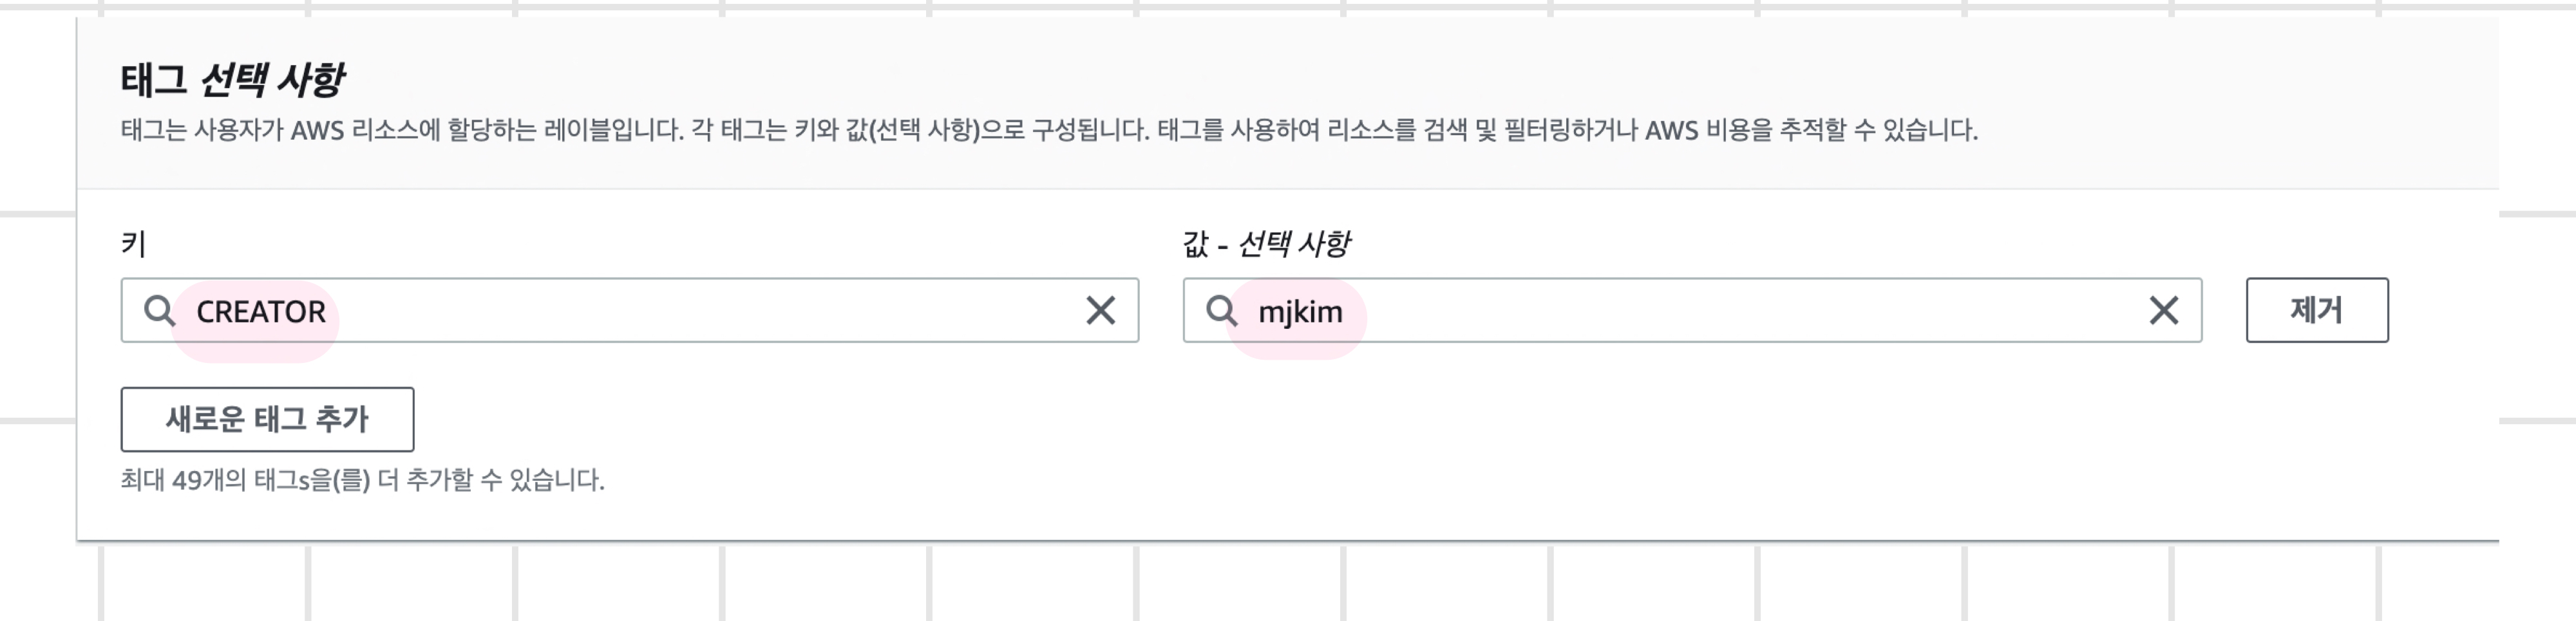 태그 선택 사항
태그는 사용자가 AWS 리소스에 할당하는 레이블입니다. 각 태그는 키와 값(선택 사항)으로 구성됩니다. 태그를 사용하여 리소스를 검색 및 필터링하거나 AWS 비용을 추적할 수 있습니다.
키
값 - 선택 사항
CREATOR
mjkim
제거
새로운 태그 추가
최대 49개의 태그s을(를) 더 추가할 수 있습니다.